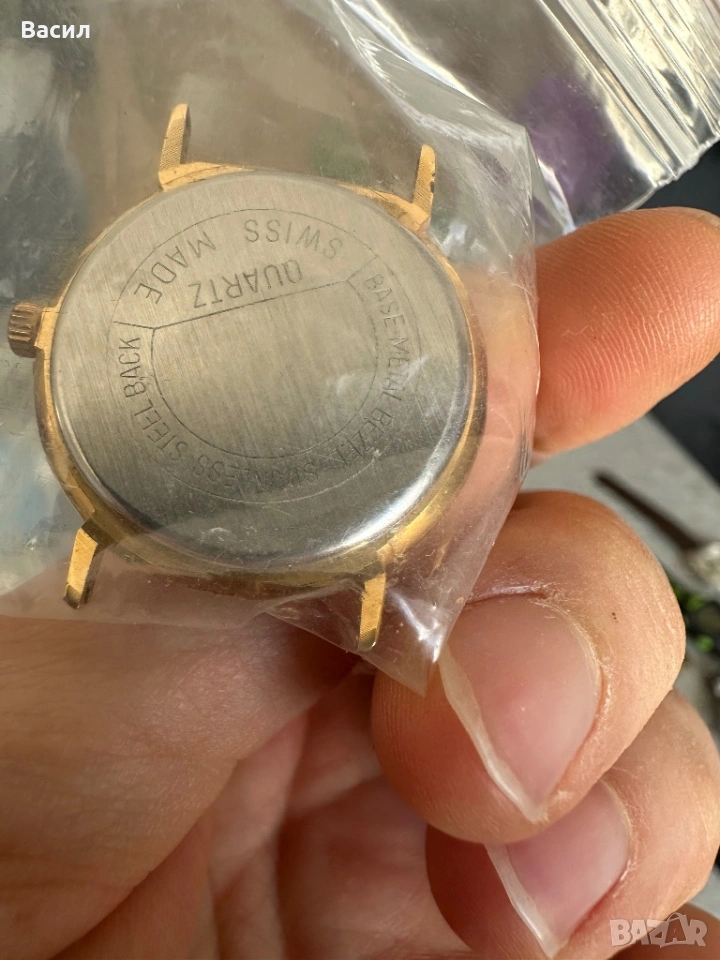 Васил
SWISS MADE
QUARTZ
BASE METAL BEZEL STAINLESS STEEL BACK
BAZAR